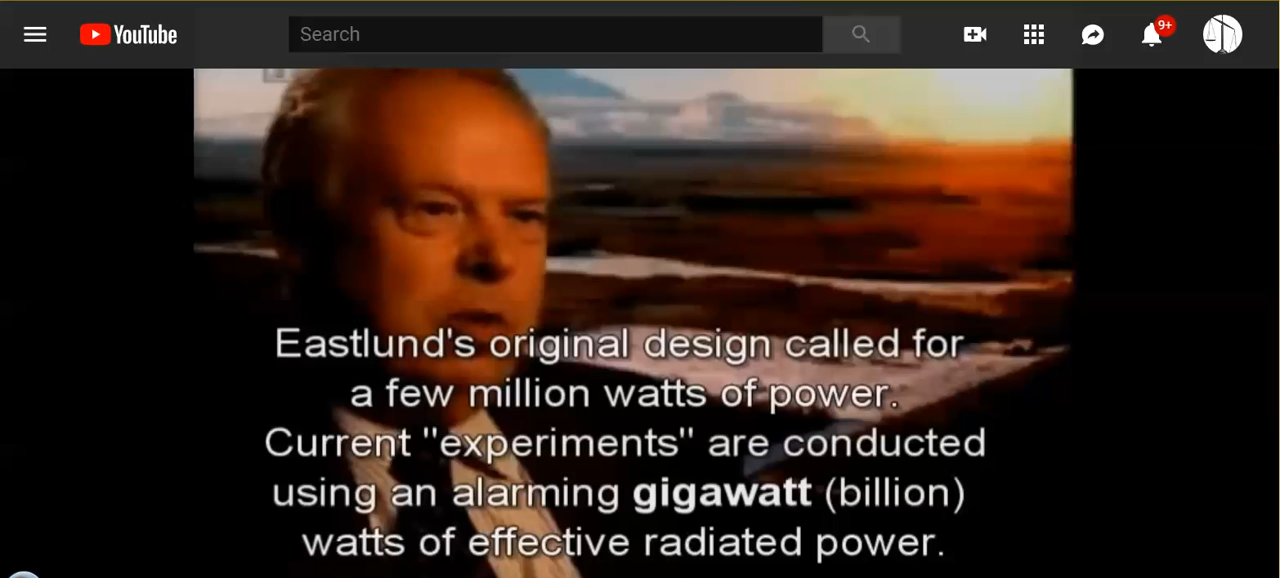 YouTube
Search
9+
Eastlund's original design called for
a few million watts of power.
Current "experiments" are conducted
using an alarming gigawatt (billion)
watts of effective radiated power.